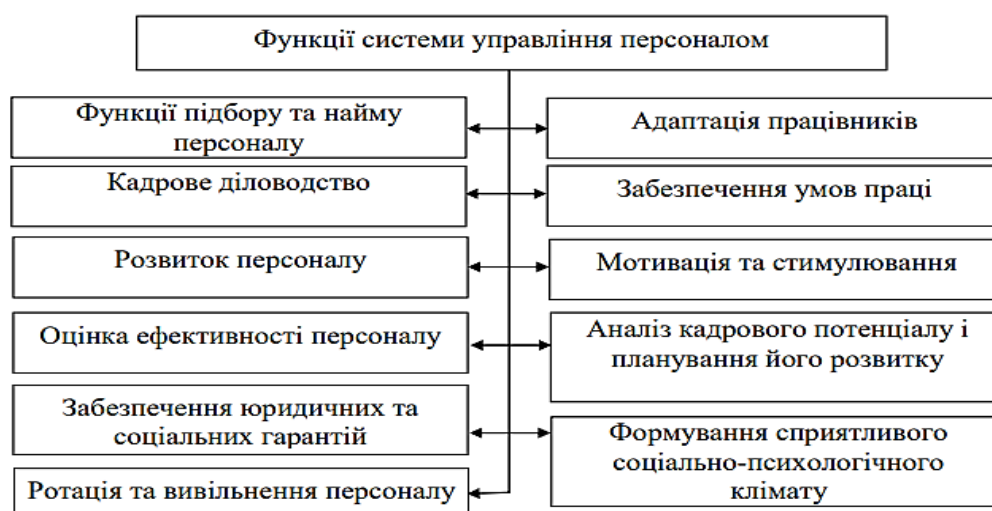 Функції системи управління персоналом
Функції підбору та найму
персоналу
Адаптація працівників
Кадрове діловодство
Забезпечення умов праці
Розвиток персоналу
Мотивація та стимулювання
Оцінка ефективності персоналу
Аналіз кадрового потенціалу і
планування його розвитку
Забезпечення юридичних та
соціальних гарантій
Формування сприятливого
соціально-психологічного
клімату
Ротація та вивільнення персоналу